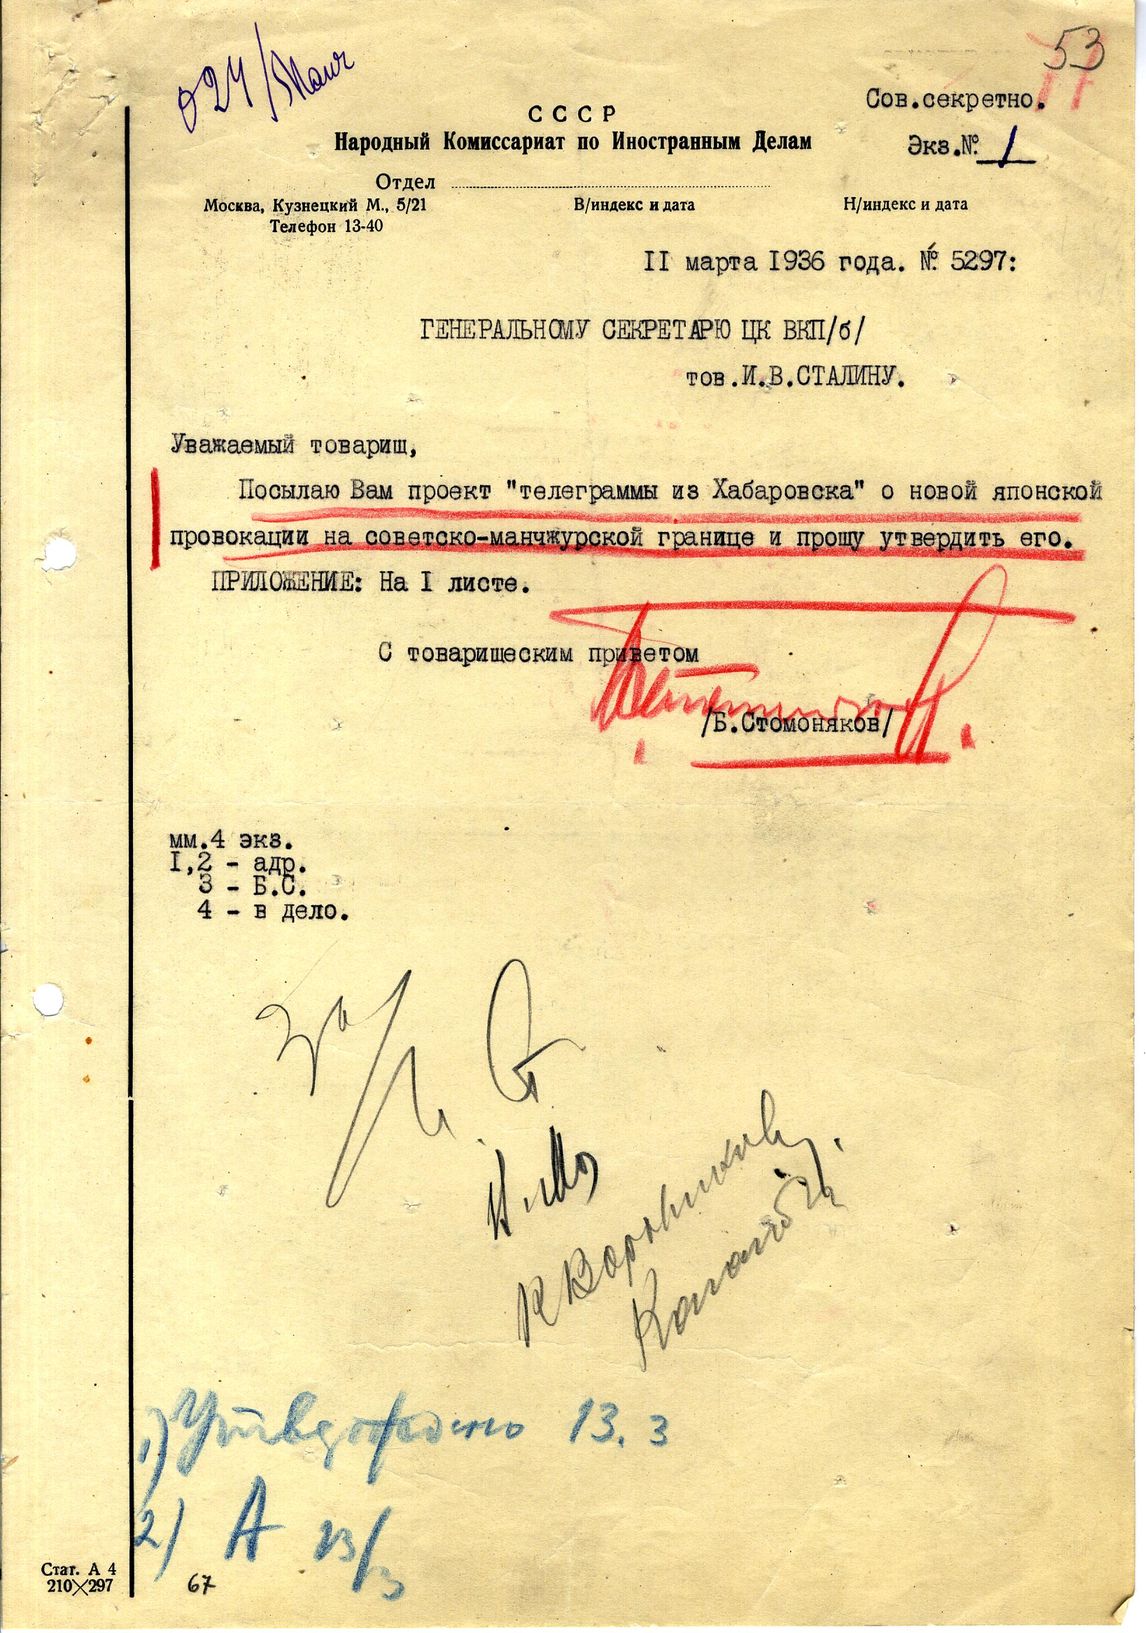 53
Сов.секретно.
Экз.№ 1
СССР
Народный Комиссариат по Иностранным Делам
Отдел
Москва, Кузнецкий М., 5/21
Телефон 13-40
В/индекс и дата
Н/индекс и дата
II марта 1936 года. № 5297:
ГЕНЕРАЛЬНОМУ СЕКРЕТАРЮ ЦК ВКП/б/
тов.И.В.СТАЛИНУ.
Уважаемый товарищ,
Посылаю Вам проект "телеграммы из Хабаровска" о новой японской
провокации на советско-манчжурской границе и прошу утвердить его.
ПРИЛОЖЕНИЕ: На I листе.
С товарищеским приветом
/Б.Стомоняков/
мм.4 экз.
I,2 - адр.
3 - Б.С.
4 - в дело.
За
И. Ст
К Ворошилов.
1) Утверждено 13.3
2) А 13/3
Стат. А 4
210×297
67